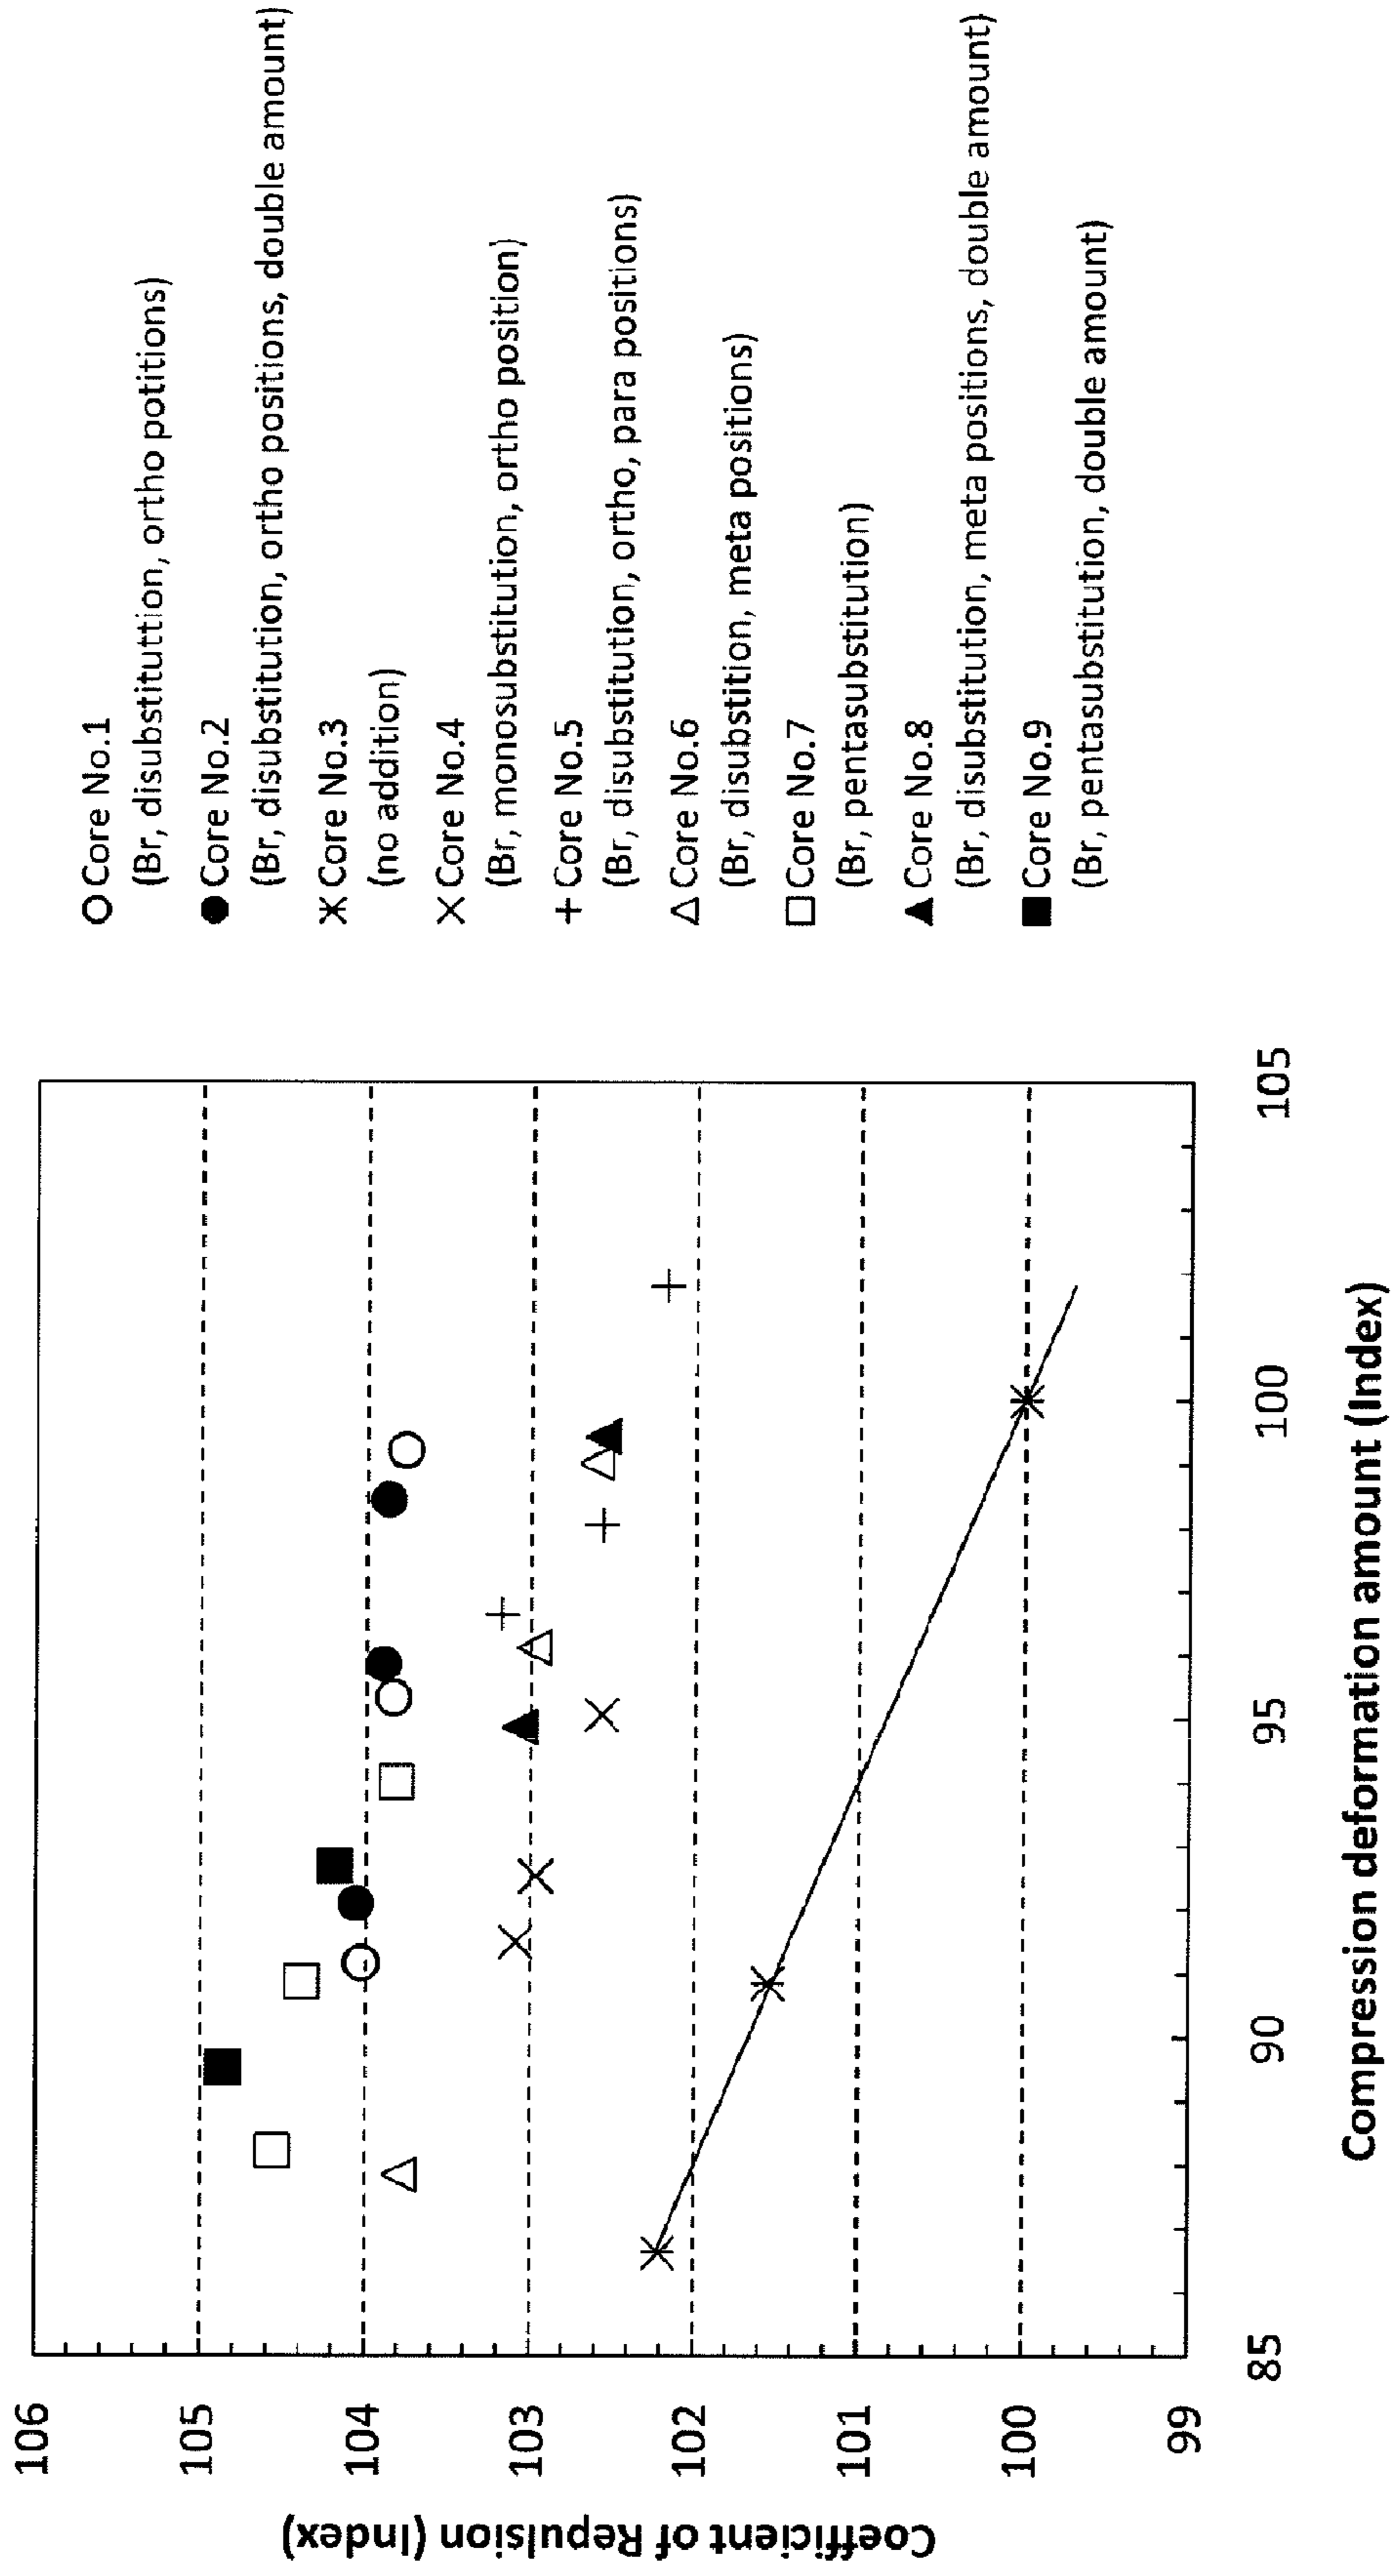 Coefficient of Repulsion (Index)
106
105
104
103
102
101
100
99
85
90
95
100
105
Compression deformation amount (Index)
Core No.1
(Br, disubstituttion, ortho potitions)
Core No.2
(Br, disubstitution, ortho positions, double amount)
Core No.3
(no addition)
Core No.4
(Br, monosubstitution, ortho position)
Core No.5
(Br, disubstitution, ortho, para positions)
Core No.6
(Br, disubstition, meta positions)
Core No.7
(Br, pentasubstitution)
Core No.8
(Br, disubstitution, meta positions, double amount)
Core No.9
(Br, pentasubstitution, double amount)